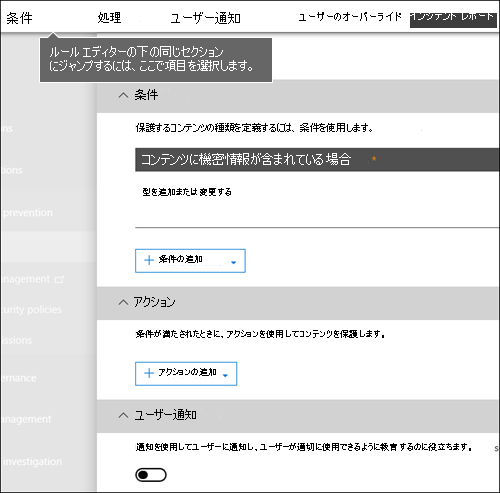 条件 処理 ユーザー通知 ユーザーのオーバーライド インシデント レポート
ルール エディターの下の同じセクション
にジャンプするには、ここで項目を選択します。
条件
保護するコンテンツの種類を定義するには、条件を使用します。
コンテンツに機密情報が含まれている 場合 *
型を追加または 変更する
prevention
+ 条件の追加
anagement
curity policies
アクション
ssions
条件が満たされたときに、アクションを使用してコンテンツを保護します。
ernance
+ アクションの追加
anagement
ユーザー通知
通知を使用してユーザーに通知し、ユーザーが適切に使用できるように教育するのに役立ちます。 s
investigation